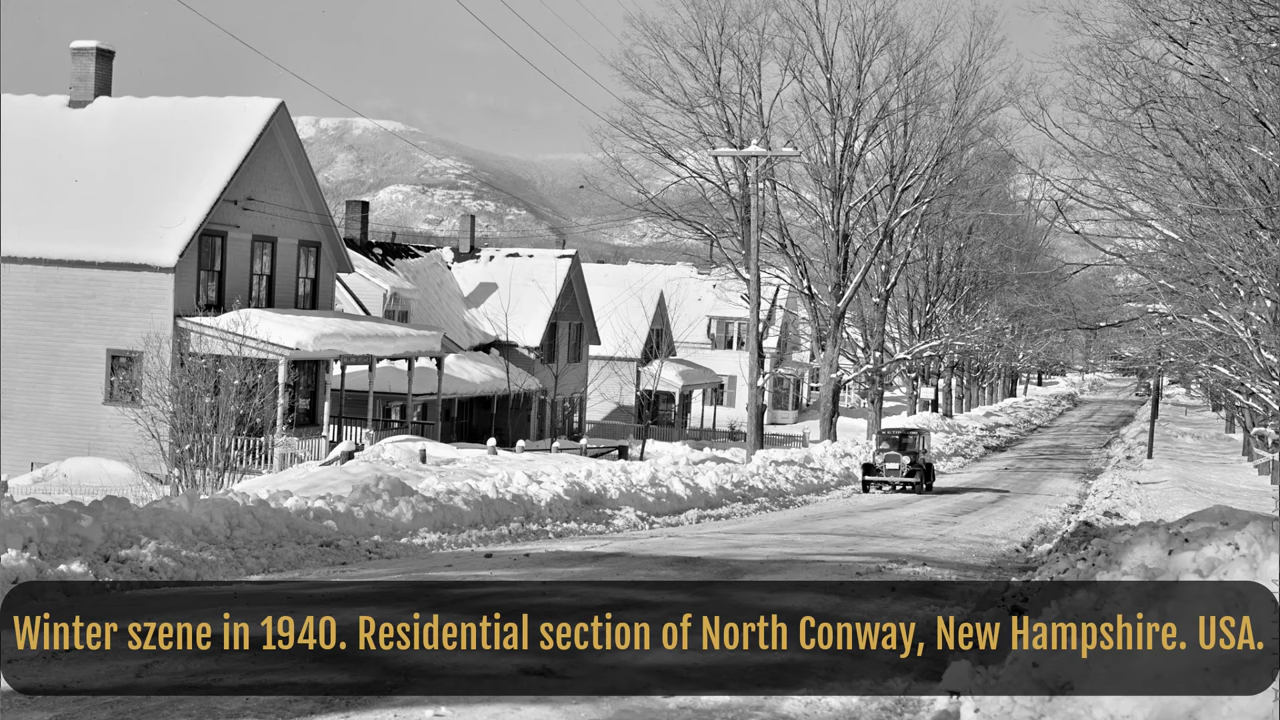 Winter szene in 1940. Residential section of North Conway, New Hampshire. USA.